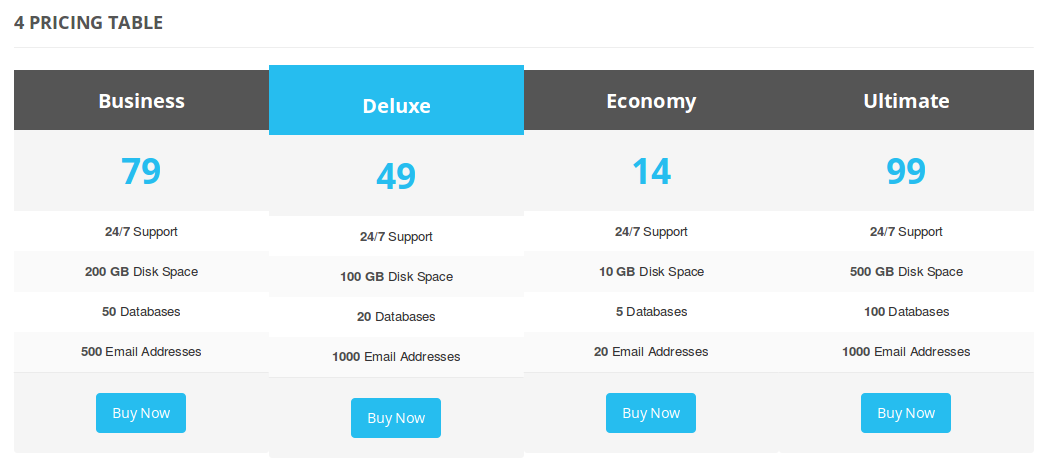 4 PRICING TABLE
Business
79
24/7 Support
200 GB Disk Space
50 Databases
500 Email Addresses
Buy Now
Deluxe
49
24/7 Support
100 GB Disk Space
20 Databases
1000 Email Addresses
Buy Now
Economy
14
24/7 Support
10 GB Disk Space
5 Databases
20 Email Addresses
Buy Now
Ultimate
99
24/7 Support
500 GB Disk Space
100 Databases
1000 Email Addresses
Buy Now